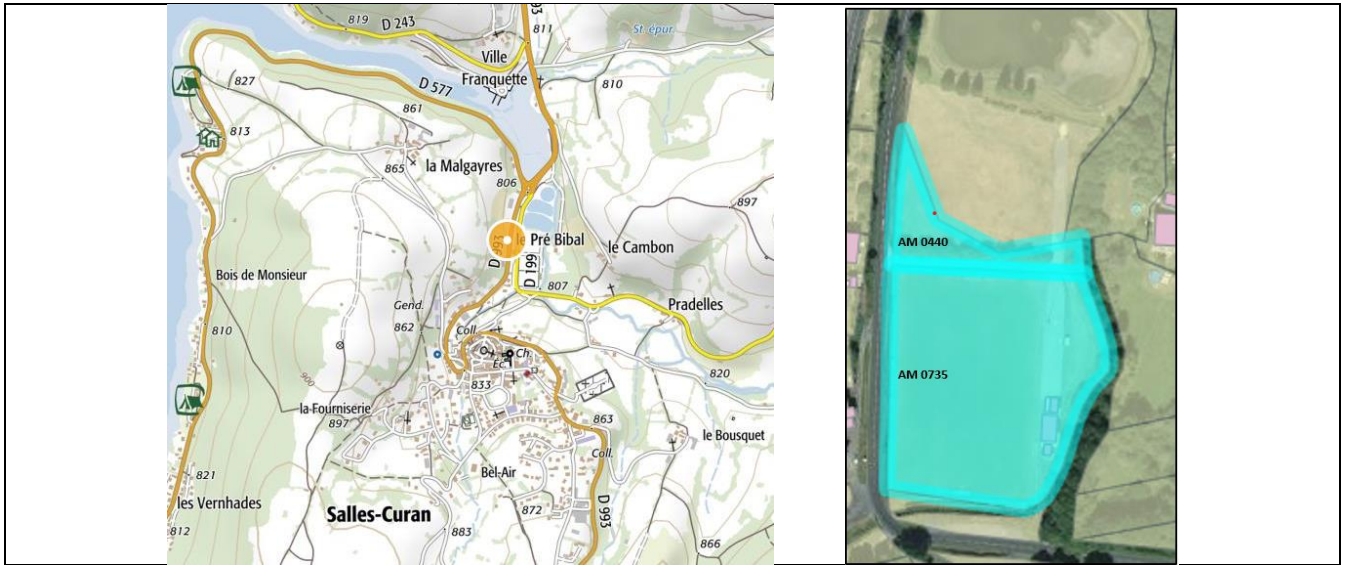 819
D 243
993
811
St. épur.
Ville
Franquette
810
D 577
827
861
813
la Malgayres
865
806
897
le Pré Bibal
D 993
le Cambon
D 199
Bois de Monsieur
807
Gend.
Pradelles
862
810
Coll.
Ch.
Éc.
820
900
833
la Fourniserie
897
863
le Bousquet
Coll.
821
Bel-Air
les Vernhades
872
D 993
Salles-Curan
812
883
866
AM 0440
AM 0735